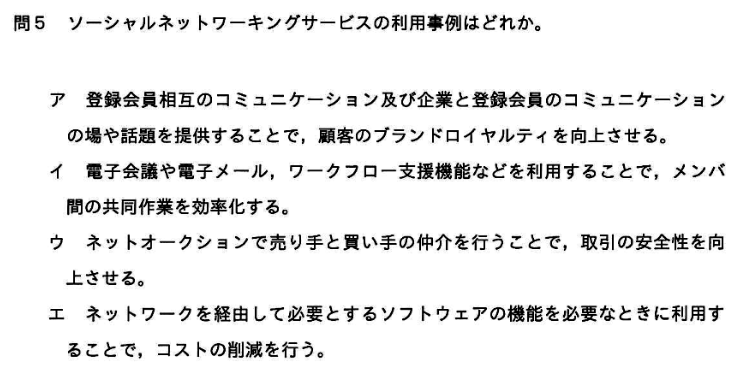 問５　ソーシャルネットワーキングサービスの利用事例はどれか。
ア　登録会員相互のコミュニケーション及び企業と登録会員のコミュニケーション
の場や話題を提供することで，顧客のブランドロイヤルティを向上させる。
イ　電子会議や電子メール，ワークフロー支援機能などを利用することで，メンバ
間の共同作業を効率化する。
ウ　ネットオークションで売り手と買い手の仲介を行うことで，取引の安全性を向
上させる。
エ　ネットワークを経由して必要とするソフトウェアの機能を必要なときに利用す
ることで，コストの削減を行う。